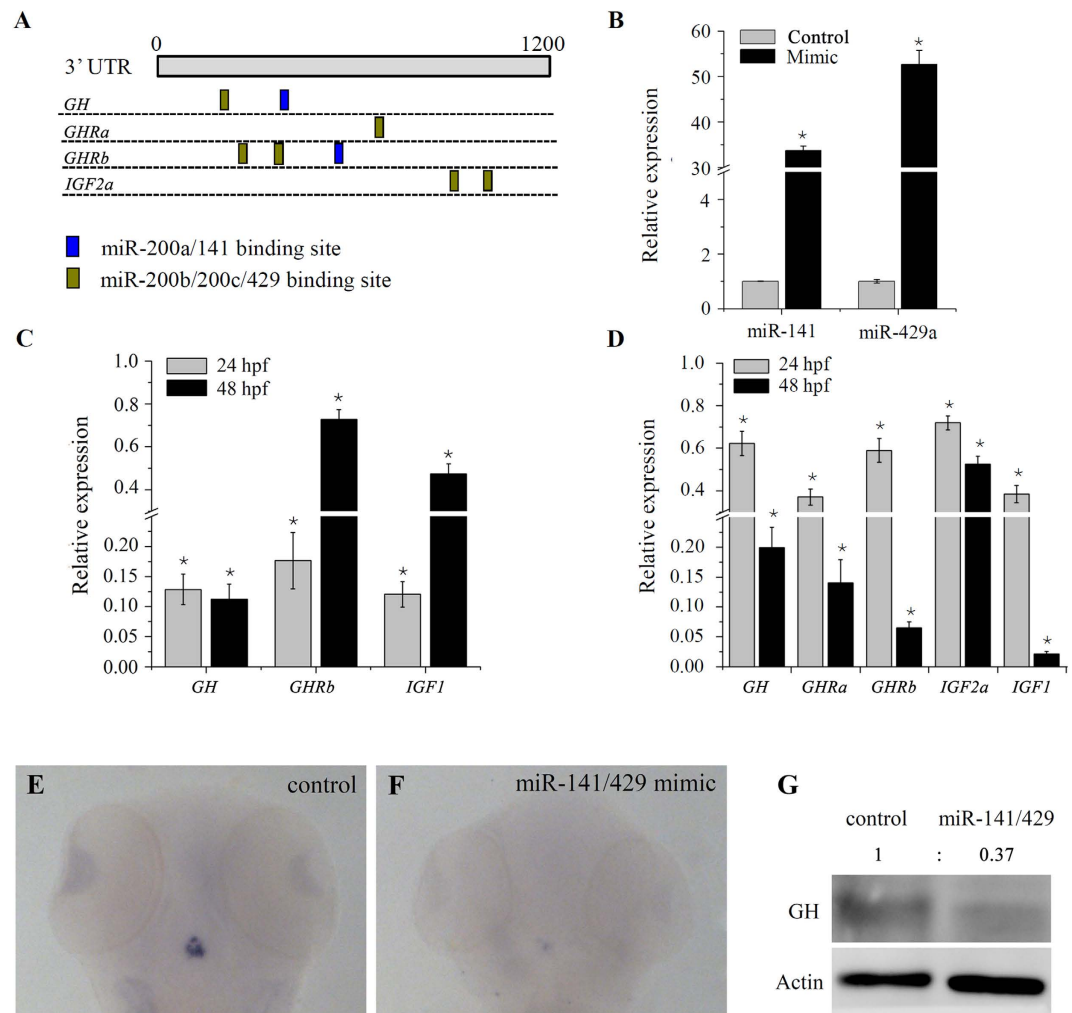 A
0 1200
3' UTR
GH
GHRa
GHRb
IGF2a
miR-200a/141 binding site
miR-200b/200c/429 binding site
B
Control
Mimic
Relative expression
60
50
40
30
4
2
0
*
*
miR-141 miR-429a
C
24 hpf
48 hpf
Relative expression
1.0
0.8
0.6
0.4
0.20
0.15
0.10
0.05
0.00
* * * * * *
GH GHRb IGF1
D
24 hpf
48 hpf
Relative expression
1.0
0.8
0.6
0.4
0.20
0.15
0.10
0.05
0.00
* * * * * * * * * *
GH GHRa GHRb IGF2a IGF1
E control
F miR-141/429 mimic
G
control miR-141/429
1 : 0.37
GH
Actin